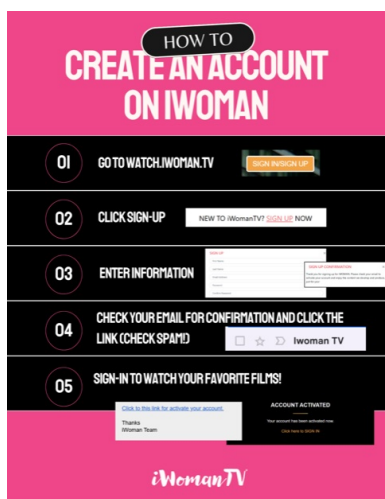 HOW TO
CREATE AN ACCOUNT
ON IWOMAN
01
GO TO WATCH.IWOMAN.TV
SIGN IN/SIGN UP
02
CLICK SIGN-UP
NEW TO iWomanTV? SIGN UP NOW
03
ENTER INFORMATION
SIGN UP
SIGN UP CONFIRMATION
04
CHECK YOUR EMAIL FOR CONFIRMATION AND CLICK THE
LINK (CHECK SPAM!)
Iwoman TV
05
SIGN-IN TO WATCH YOUR FAVORITE FILMS!
Click to this link for activate your account.
Thanks
iWoman Team
ACCOUNT ACTIVATED
Your account has been activated now.
Click here to SIGN IN
iWomanTV